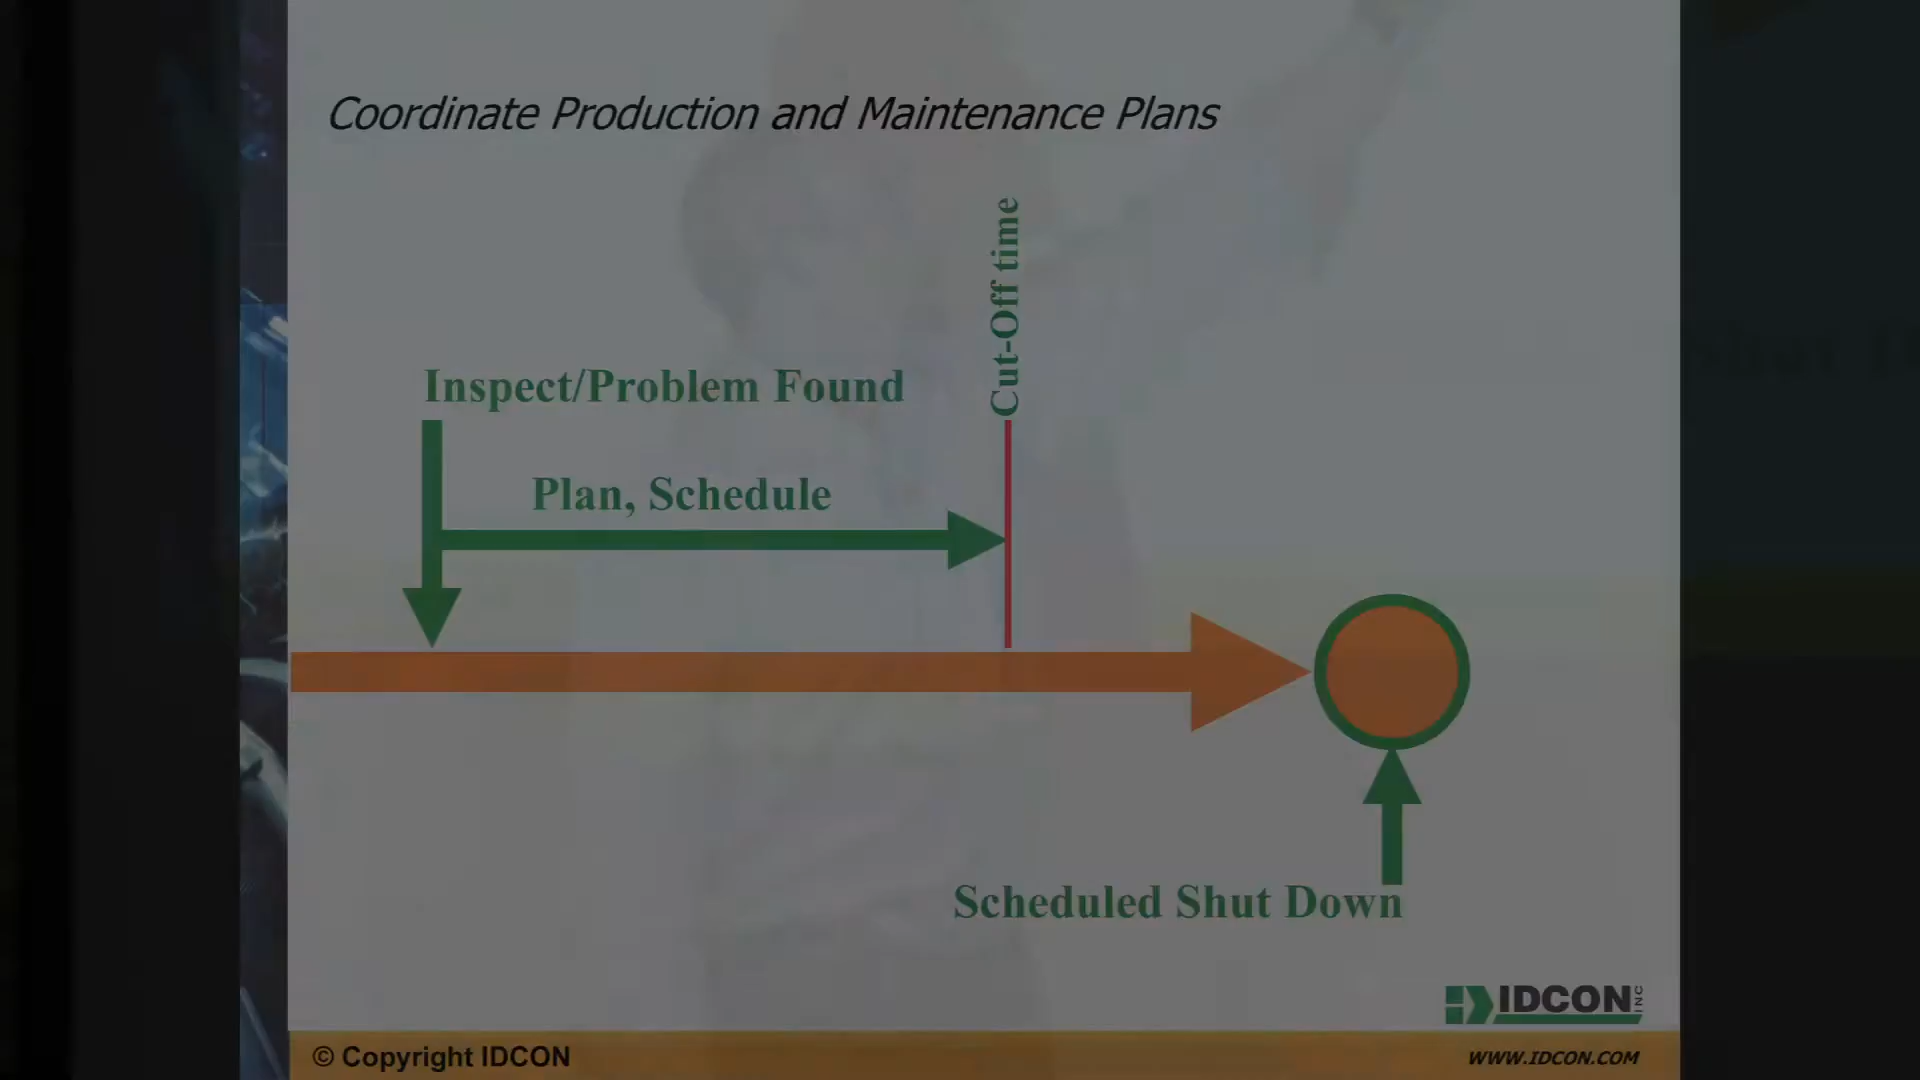 Coordinate Production and Maintenance Plans
Cut-Off time
Inspect/Problem Found
Plan, Schedule
Scheduled Shut Down
IDCON INC
© Copyright IDCON
WWW.IDCON.COM